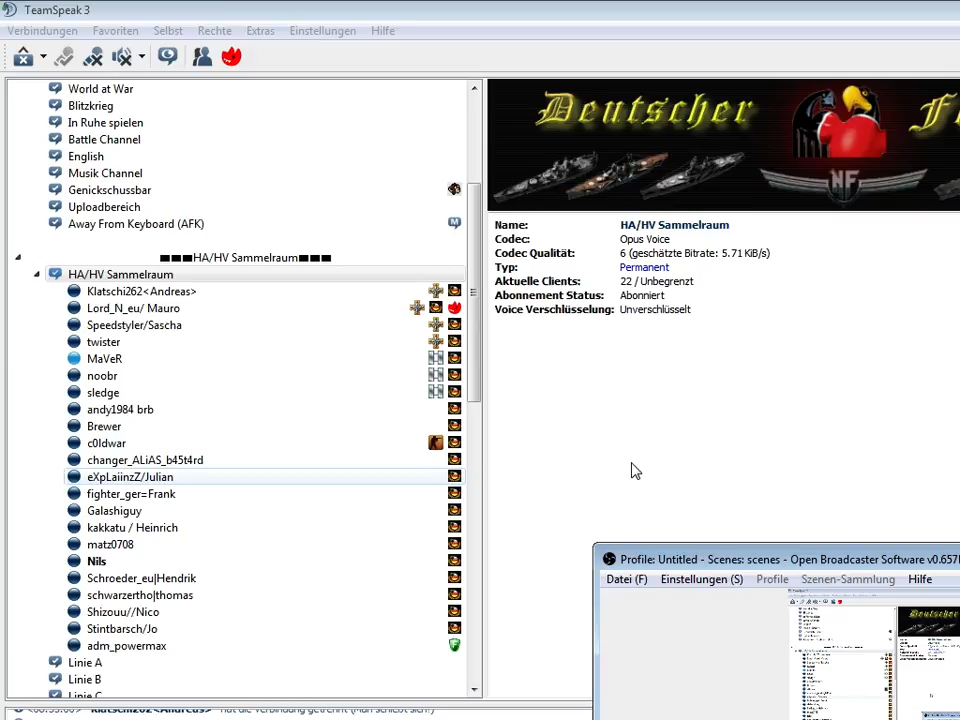 TeamSpeak 3
Verbindungen Favoriten Selbst Rechte Extras Einstellungen Hilfe
World at War
Blitzkrieg
In Ruhe spielen
Battle Channel
English
Musik Channel
Genickschussbar
Uploadbereich
Away From Keyboard (AFK)
■■■HA/HV Sammelraum■■■
HA/HV Sammelraum
Klatschi262<Andreas>
Lord_N_eu/ Mauro
Speedstyler/Sascha
twister
MaVeR
noobr
sledge
andy1984 brb
Brewer
c0ldwar
changer_ALiAS_b45t4rd
eXpLaiinzZ/Julian
fighter_ger=Frank
Galashiguy
kakkatu / Heinrich
matz0708
Nils
Schroeder_eu|Hendrik
schwarzertho|thomas
Shizouu//Nico
Stintbarsch/Jo
adm_powermax
Linie A
Linie B
Linie C
Deutscher F
NF
Name: HA/HV Sammelraum
Codec: Opus Voice
Codec Qualität: 6 (geschätzte Bitrate: 5.71 KiB/s)
Typ: Permanent
Aktuelle Clients: 22 / Unbegrenzt
Abonnement Status: Abonniert
Voice Verschlüsselung: Unverschlüsselt
Profile: Untitled - Scenes: scenes - Open Broadcaster Software v0.657
Datei (F) Einstellungen (S) Profile Szenen-Sammlung Hilfe
Deutscher